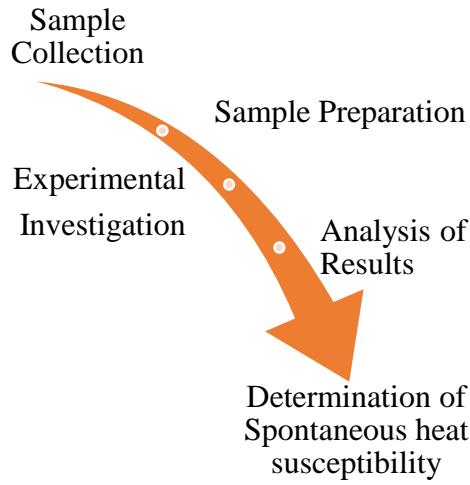 Sample
Collection
Sample Preparation
Experimental
Investigation
Analysis of
Results
Determination of
Spontaneous heat
susceptibility